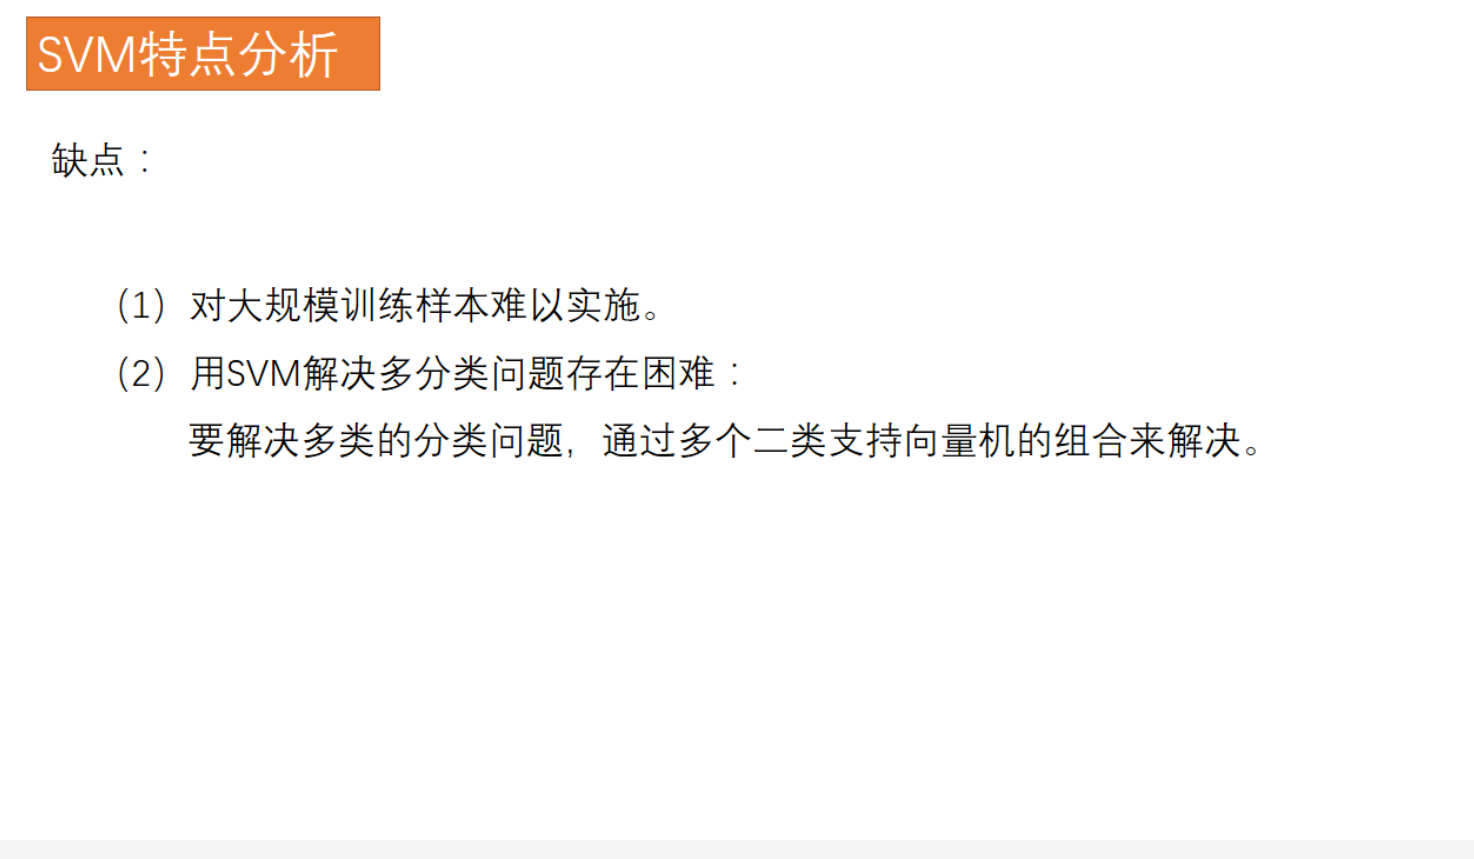 SVM特点分析
缺点：
（1）对大规模训练样本难以实施。
（2）用SVM解决多分类问题存在困难：
要解决多类的分类问题，通过多个二类支持向量机的组合来解决。